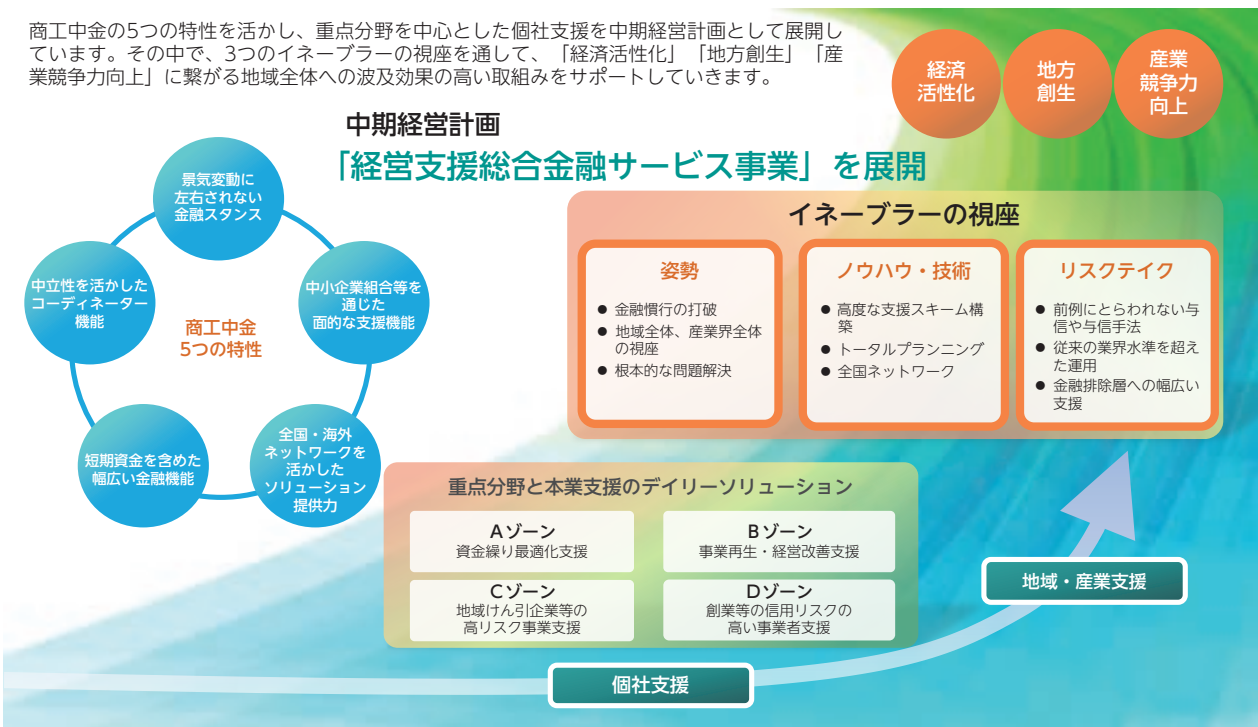 商工中金の5つの特性を活かし、重点分野を中心とした個社支援を中期経営計画として展開し
ています。その中で、3つのイネーブラーの視座を通して、「経済活性化」「地方創生」「産
業競争力向上」に繋がる地域全体への波及効果の高い取組みをサポートしていきます。
経済
活性化
地方
創生
産業
競争力
向上
中期経営計画
「経営支援総合金融サービス事業」を展開
景気変動に
左右されない
金融スタンス
中立性を活かした
コーディネーター
機能
中小企業組合等を
通じた
面的な支援機能
商工中金
5つの特性
短期資金を含めた
幅広い金融機能
全国・海外
ネットワークを
活かした
ソリューション
提供力
イネーブラーの視座
姿勢
● 金融慣行の打破
● 地域全体、産業界全体
の視座
● 根本的な問題解決
ノウハウ・技術
● 高度な支援スキーム構
築
● トータルプランニング
● 全国ネットワーク
リスクテイク
● 前例にとらわれない与
信や与信手法
● 従来の業界水準を超え
た運用
● 金融排除層への幅広い
支援
重点分野と本業支援のデイリーソリューション
Aゾーン
資金繰り最適化支援
Bゾーン
事業再生・経営改善支援
Cゾーン
地域けん引企業等の
高リスク事業支援
Dゾーン
創業等の信用リスクの
高い事業者支援
地域・産業支援
個社支援